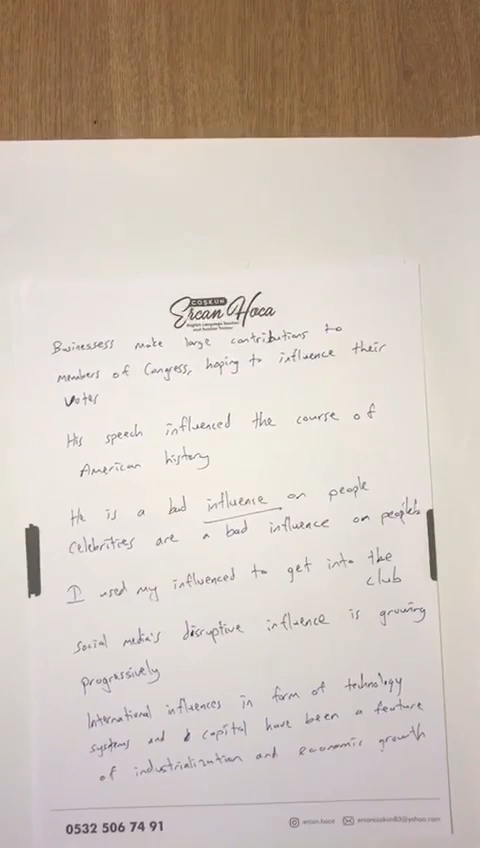 COŞKUN
Ercan Hoca
English Language Teacher
and Teacher Trainer
Businessess make large contributions to
members of Congress, hoping to influence their
votes
His speech influenced the course of
American history
He is a bad influence on people
Celebrities are a bad influence on people's
I used my influenced to get into the
club
Social media's disruptive influence is growing
progressively
International influences in form of technology
systems and capital have been a feature
of industrialization and economic growth
0532 506 74 91
ercan.hoca
ercancoskun83@yahoo.com